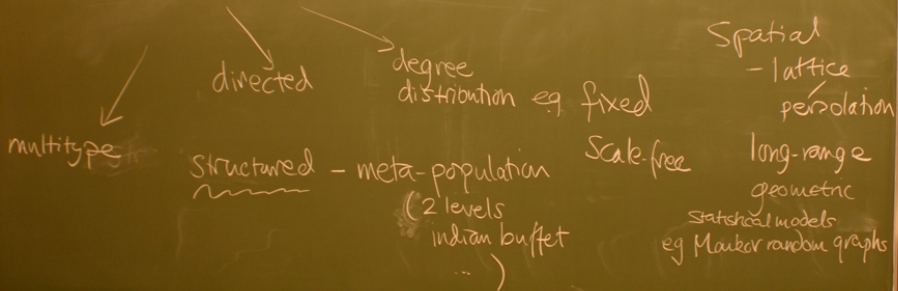 multitype
directed
degree
distribution eg fixed
Scale-free
structured - meta-population
(2 levels
indian buffet
...)
Spatial
- lattice
persolation
long-range
geometric
statistical models
eg Markov random graphs